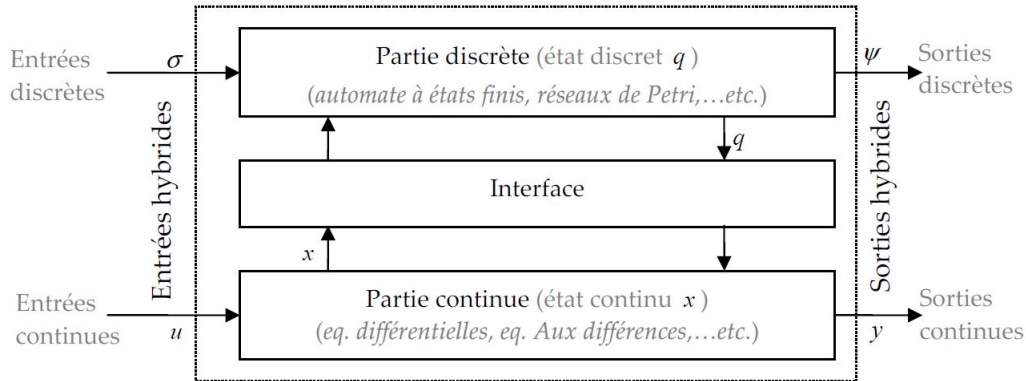 Entrées
discrètes
σ
Partie discrète (état discret q )
(automate à états finis, réseaux de Petri,…etc.)
ψ
Sorties
discrètes
Entrées hybrides
q
Interface
x
Sorties hybrides
Entrées
continues
u
Partie continue (état continu x )
(eq. différentielles, eq. Aux différences,…etc.)
y
Sorties
continues